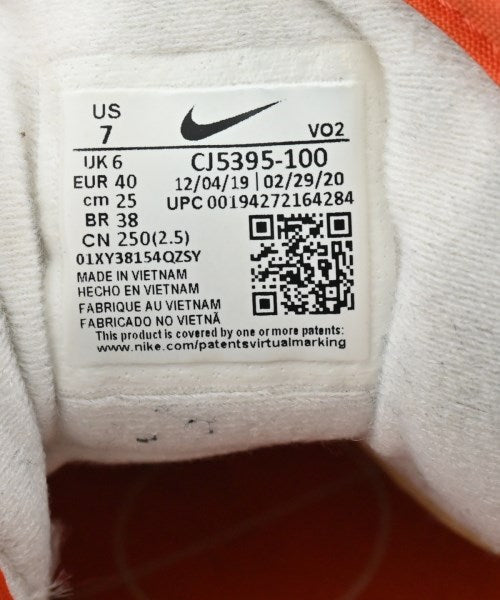 US
7
VO2
UK 6
CJ5395-100
EUR 40
12/04/19 | 02/29/20
cm 25
UPC 00194272164284
BR 38
CN 250(2.5)
01XY38154QZSY
MADE IN VIETNAM
HECHO EN VIETNAM
FABRIQUE AU VIETNAM
FABRICADO NO VIETNÃ
This product is covered by one or more patents:
www.nike.com/patentsvirtualmarking